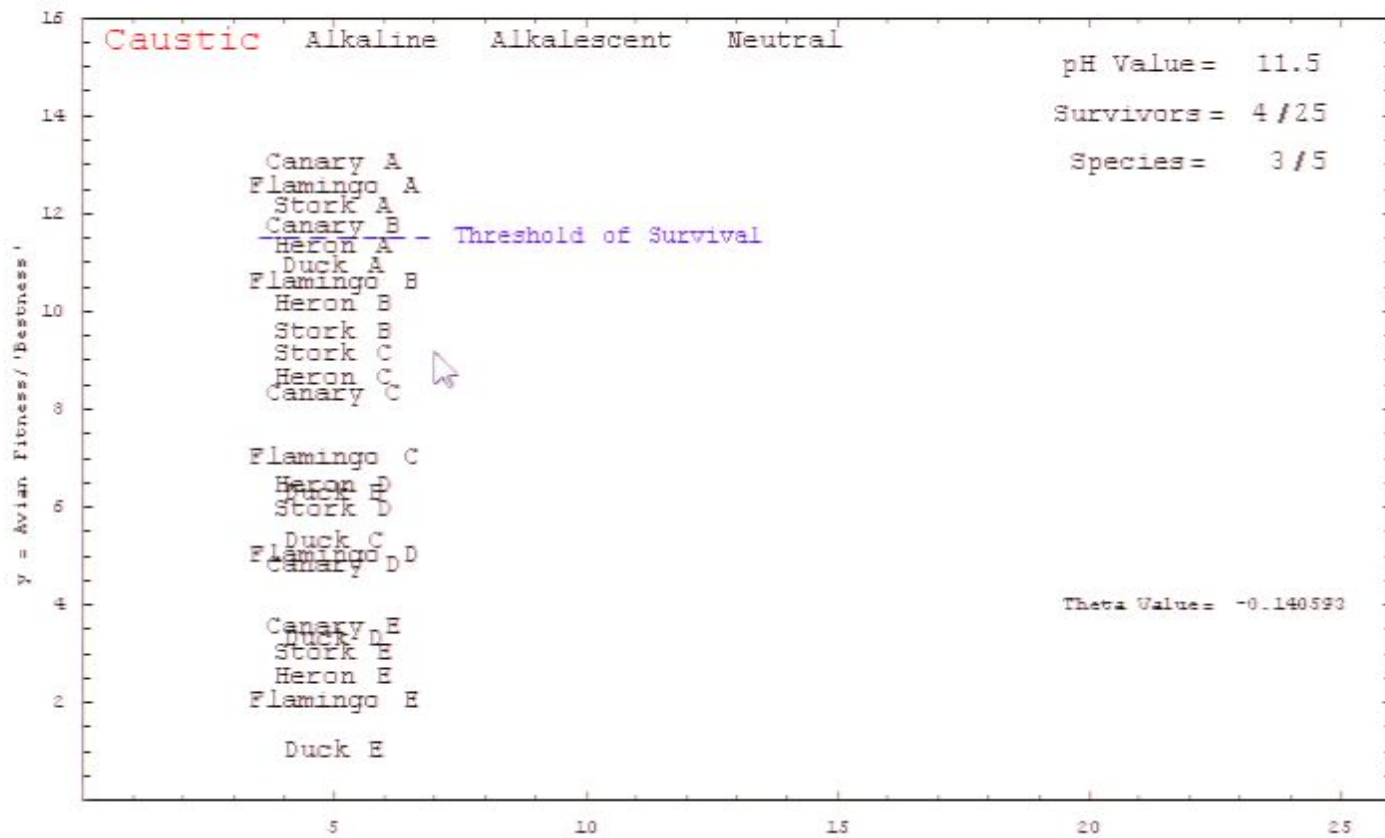 16
Caustic Alkaline Alkalescent Neutral
pH Value= 11.5
14
Survivors= 4/25
Canary A
Species= 3/5
Flamingo A
Stork A
12
Canary B
Threshold of Survival
Heron A
Duck A
Flamingo B
10
Heron B
Stork B
Stork C
Heron C
Canary C
8
Flamingo C
Heron D
Duck B
6
Stork D
Duck C
Flamingo D
Canary D
4
Theta Value=
Canary E
Duck D
Stork E
Heron E
2
Flamingo E
Duck E
5 10 15 20 25
y = Avian Fitness/'Bestness'